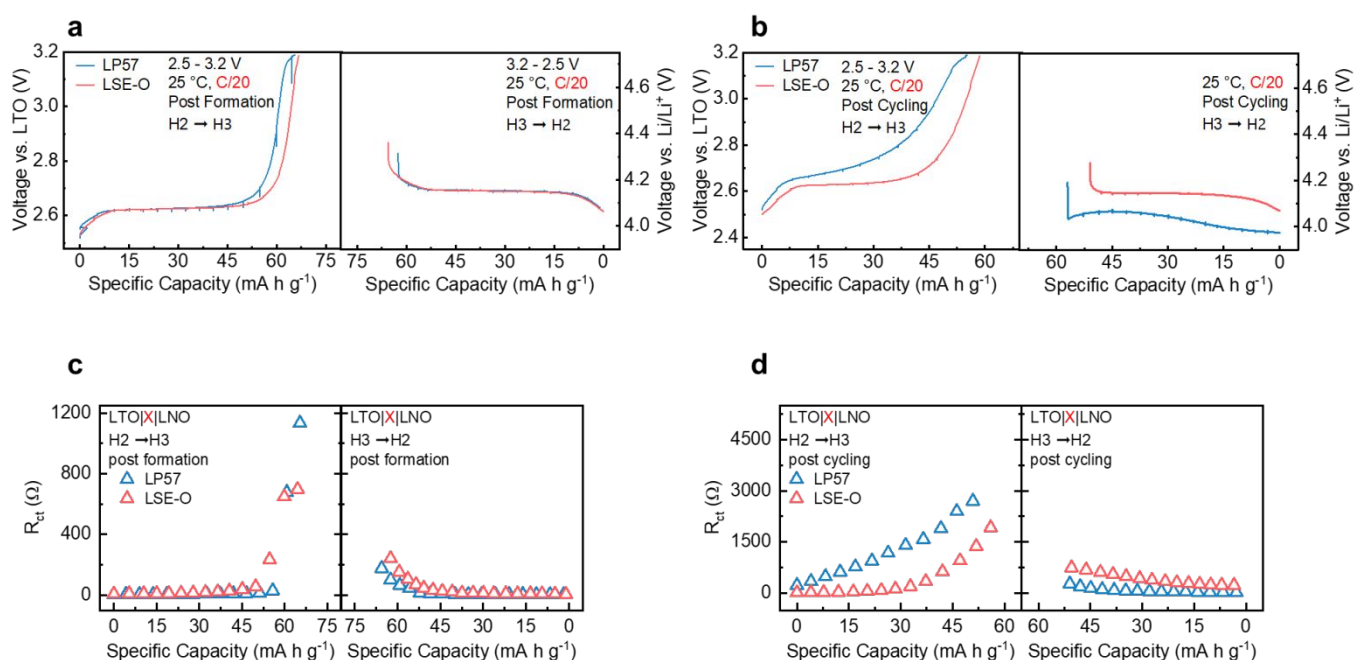 a
Voltage vs. LTO (V)
3.2
3.0
2.8
2.6
LP57
LSE-O
2.5 - 3.2 V
25 °C, C/20
Post Formation
H2 → H3
0 15 30 45 60 75
Specific Capacity (mA h g⁻¹)
3.2 - 2.5 V
25 °C, C/20
Post Formation
H3 → H2
75 60 45 30 15 0
Specific Capacity (mA h g⁻¹)
4.6
4.4
4.2
4.0
Voltage vs. Li/Li⁺ (V)
b
Voltage vs. LTO (V)
3.2
3.0
2.8
2.6
2.4
LP57
LSE-O
2.5 - 3.2 V
25 °C, C/20
Post Cycling
H2 → H3
0 15 30 45 60
Specific Capacity (mA h g⁻¹)
25 °C, C/20
Post Cycling
H3 → H2
60 45 30 15 0
Specific Capacity (mA h g⁻¹)
4.6
4.4
4.2
4.0
Voltage vs. Li/Li⁺ (V)
c
R_ct (Ω)
1200
800
400
0
LTO|X|LNO
H2 →H3
post formation
LP57
LSE-O
0 15 30 45 60 75
Specific Capacity (mA h g⁻¹)
LTO|X|LNO
H3 →H2
post formation
75 60 45 30 15 0
Specific Capacity (mA h g⁻¹)
d
R_ct (Ω)
4500
3000
1500
0
LTO|X|LNO
H2 →H3
post cycling
LP57
LSE-O
0 15 30 45 60
Specific Capacity (mA h g⁻¹)
LTO|X|LNO
H3 →H2
post cycling
60 45 30 15 0
Specific Capacity (mA h g⁻¹)